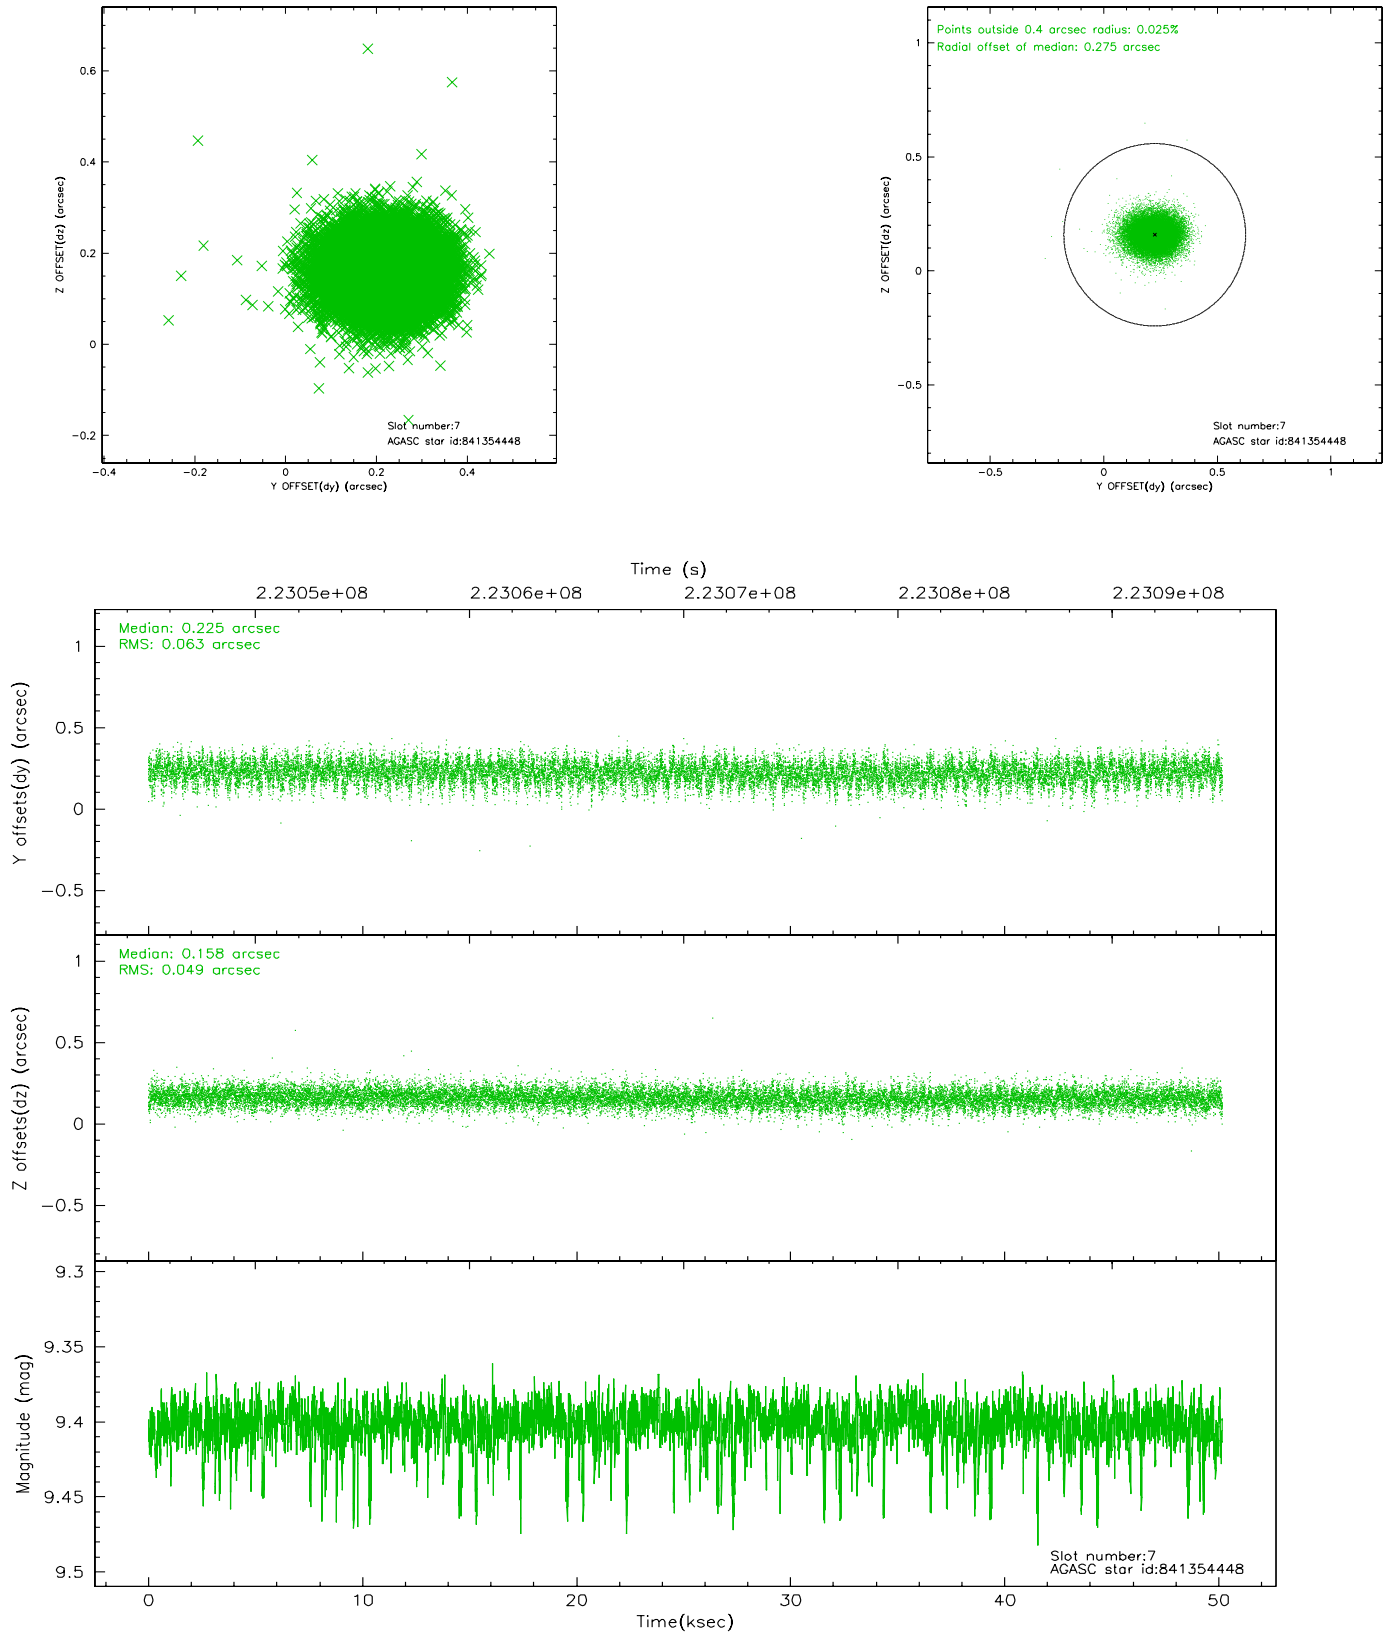 0.6
0.4
0.2
0
−0.2
Z OFFSET(dz) (arcsec)
Slot number:7
AGASC star id:841354448
−0.4 −0.2 0 0.2 0.4
Y OFFSET(dy) (arcsec)
Points outside 0.4 arcsec radius: 0.025%
Radial offset of median: 0.275 arcsec
1
0.5
0
−0.5
Z OFFSET(dz) (arcsec)
Slot number:7
AGASC star id:841354448
−0.5 0 0.5 1
Y OFFSET(dy) (arcsec)
Time (s)
2.2305e+08 2.2306e+08 2.2307e+08 2.2308e+08 2.2309e+08
Median: 0.225 arcsec
RMS: 0.063 arcsec
1
0.5
0
−0.5
Y offsets(dy) (arcsec)
Median: 0.158 arcsec
RMS: 0.049 arcsec
1
0.5
0
−0.5
Z offsets(dz) (arcsec)
9.3
9.35
9.4
9.45
9.5
Magnitude (mag)
Slot number:7
AGASC star id:841354448
0 10 20 30 40 50
Time(ksec)